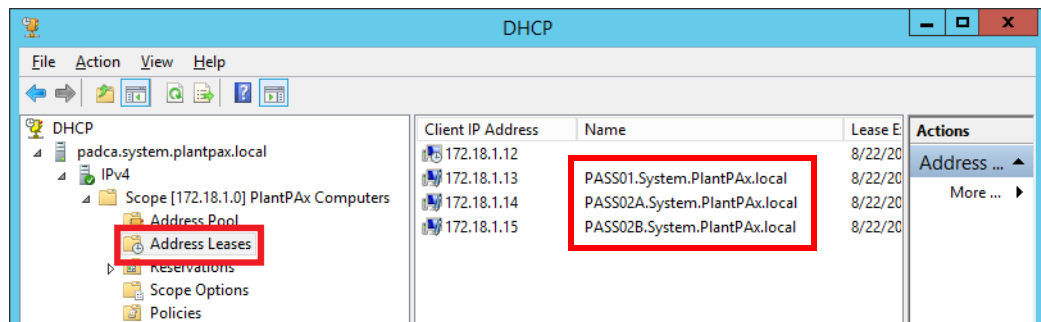 DHCP
File Action View Help
DHCP
padca.system.plantpax.local
IPv4
Scope [172.18.1.0] PlantPAx Computers
Address Pool
Address Leases
Reservations
Scope Options
Policies
Client IP Address Name Lease E
172.18.1.12 8/22/20
172.18.1.13 PASS01.System.PlantPAx.local 8/22/20
172.18.1.14 PASS02A.System.PlantPAx.local 8/22/20
172.18.1.15 PASS02B.System.PlantPAx.local 8/22/20
Actions
Address ...
More ...